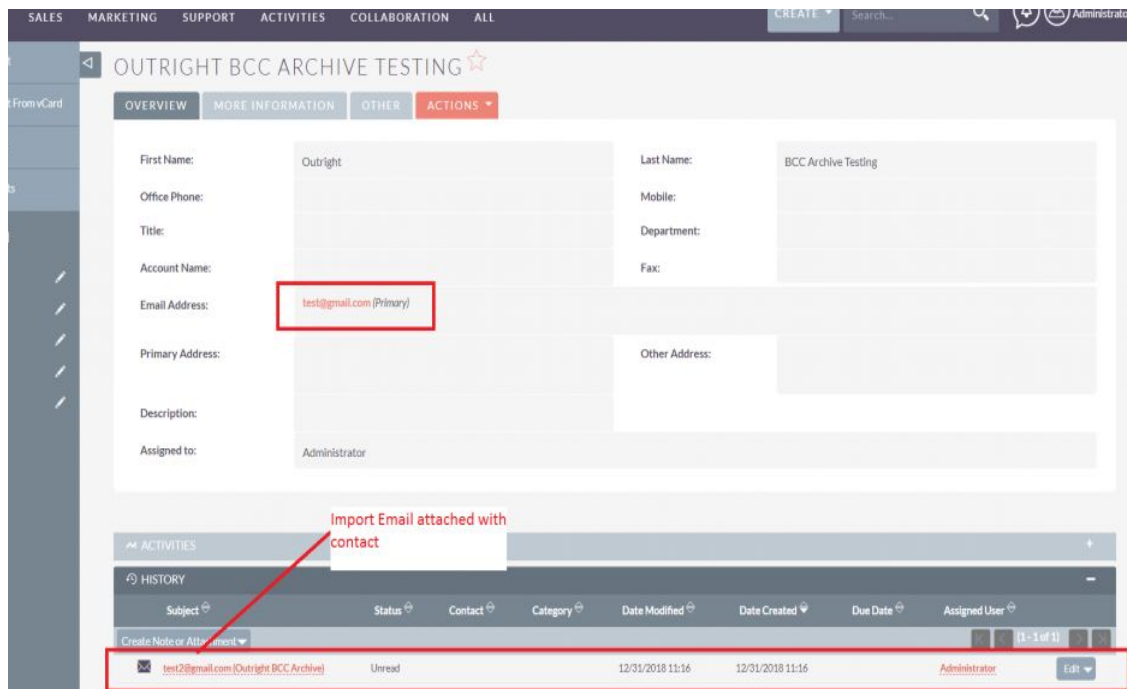 SALES MARKETING SUPPORT ACTIVITIES COLLABORATION ALL CREATE Search... Administrato
OUTRIGHT BCC ARCHIVE TESTING
t From vCard
OVERVIEW MORE INFORMATION OTHER ACTIONS
First Name: Outright Last Name: BCC Archive Testing
Office Phone: Mobile:
Title: Department:
Account Name: Fax:
Email Address: test@gmail.com (Primary)
Primary Address: Other Address:
Description:
Assigned to: Administrator
Import Email attached with
contact
ACTIVITIES +
HISTORY −
Subject Status Contact Category Date Modified Date Created Due Date Assigned User
Create Note or Attachment (1 - 1 of 1)
test2@gmail.com (Outright BCC Archive) Unread 12/31/2018 11:16 12/31/2018 11:16 Administrator Edit